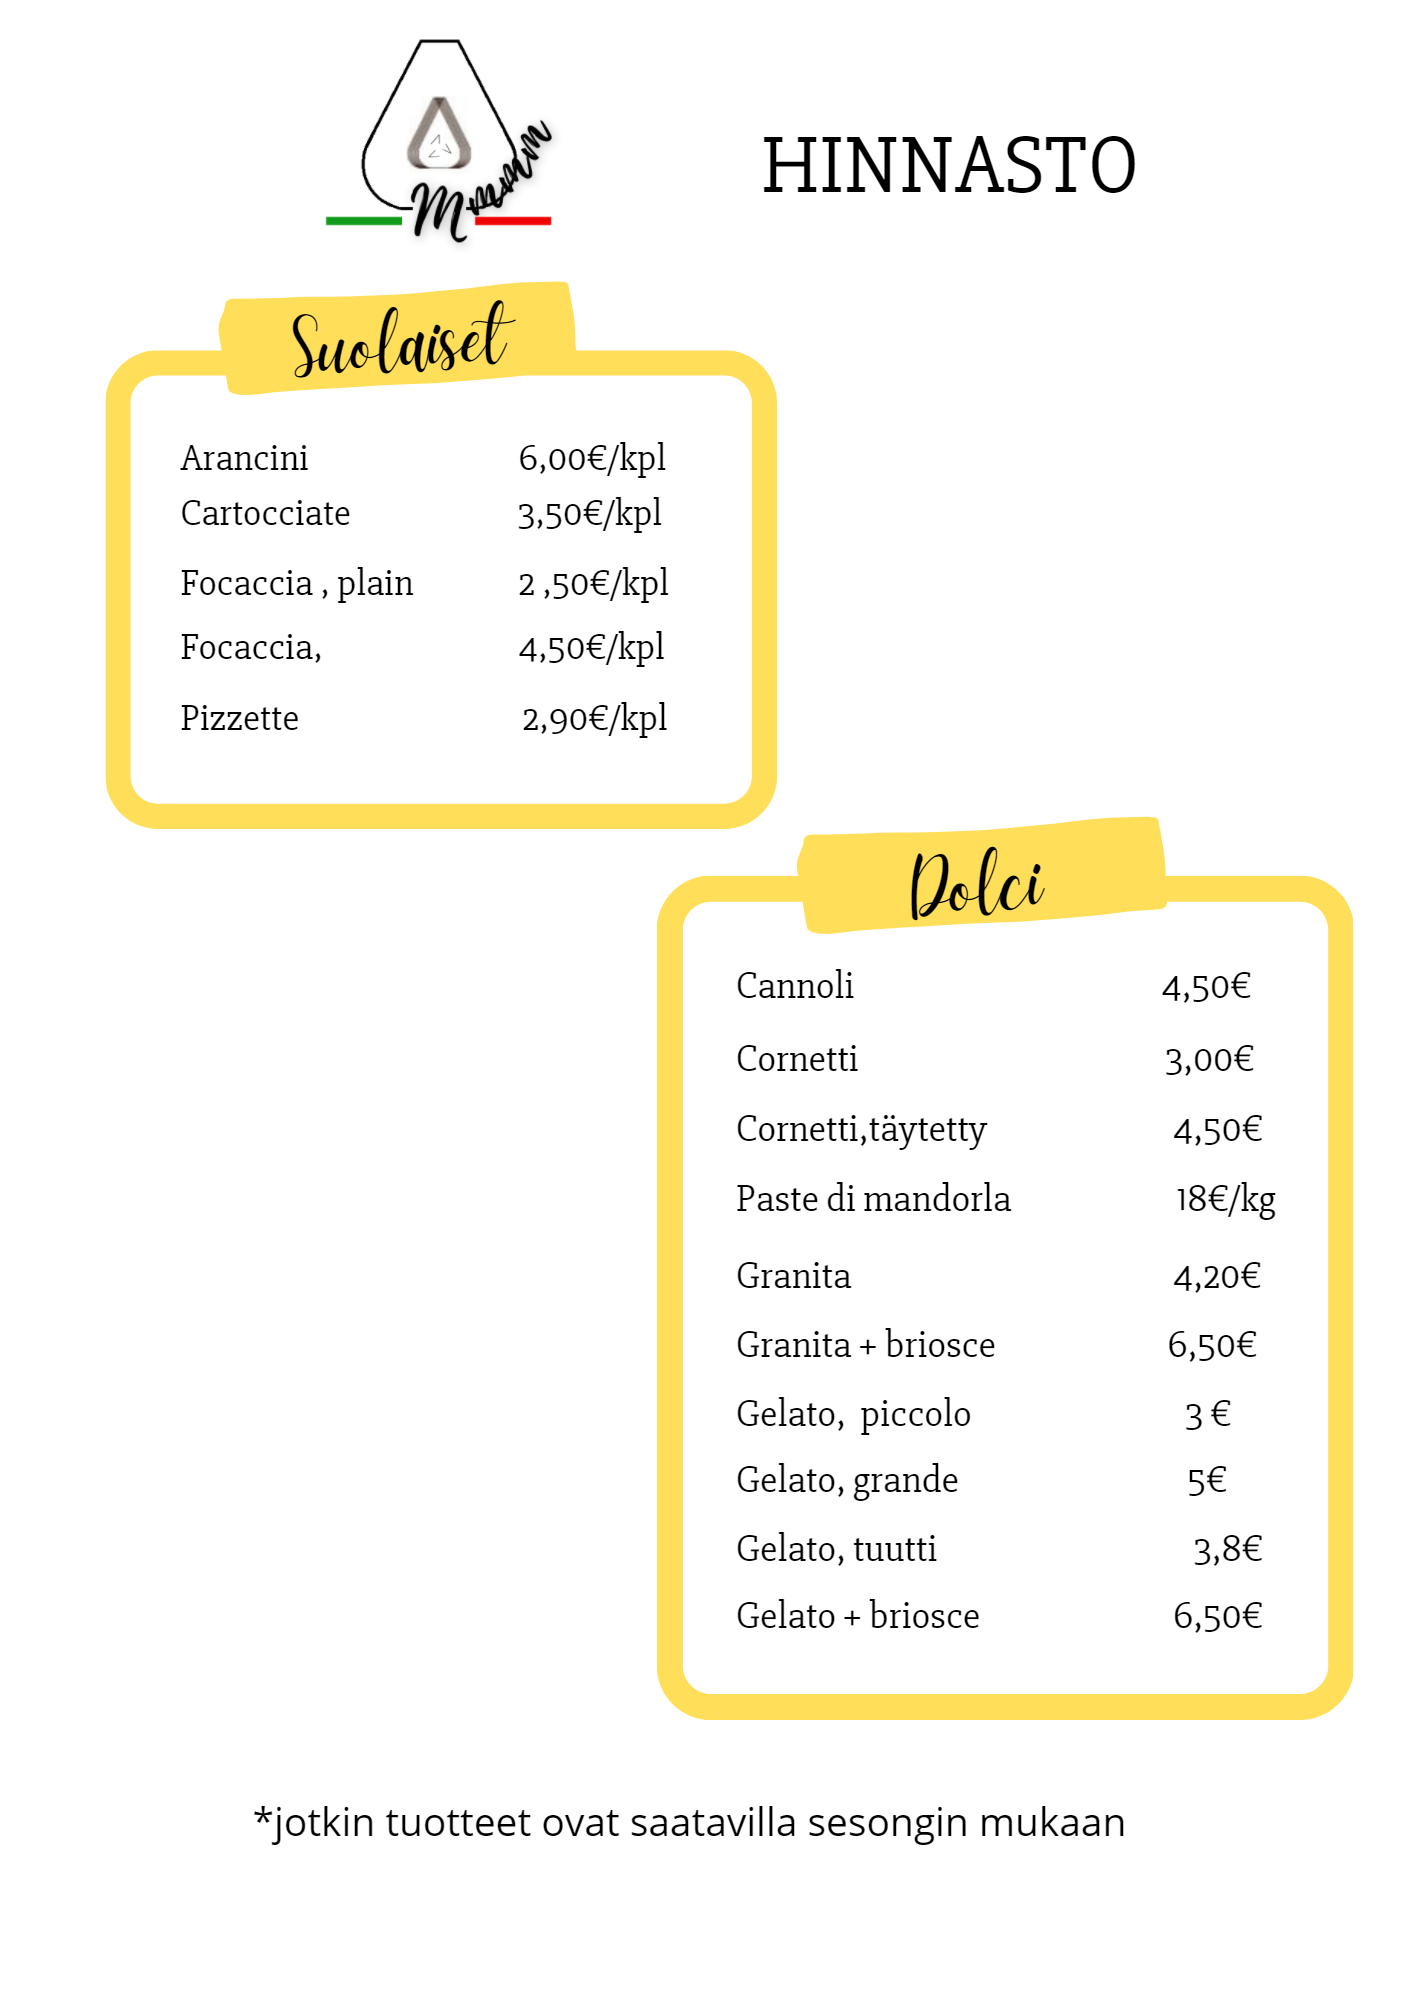 Mmmmm
HINNASTO
Suolaiset
Arancini 6,00€/kpl
Cartocciate 3,50€/kpl
Focaccia , plain 2 ,50€/kpl
Focaccia, 4,50€/kpl
Pizzette 2,90€/kpl
Dolci
Cannoli 4,50€
Cornetti 3,00€
Cornetti,täytetty 4,50€
Paste di mandorla 18€/kg
Granita 4,20€
Granita + briosce 6,50€
Gelato, piccolo 3 €
Gelato, grande 5€
Gelato, tuutti 3,8€
Gelato + briosce 6,50€
*jotkin tuotteet ovat saatavilla sesongin mukaan